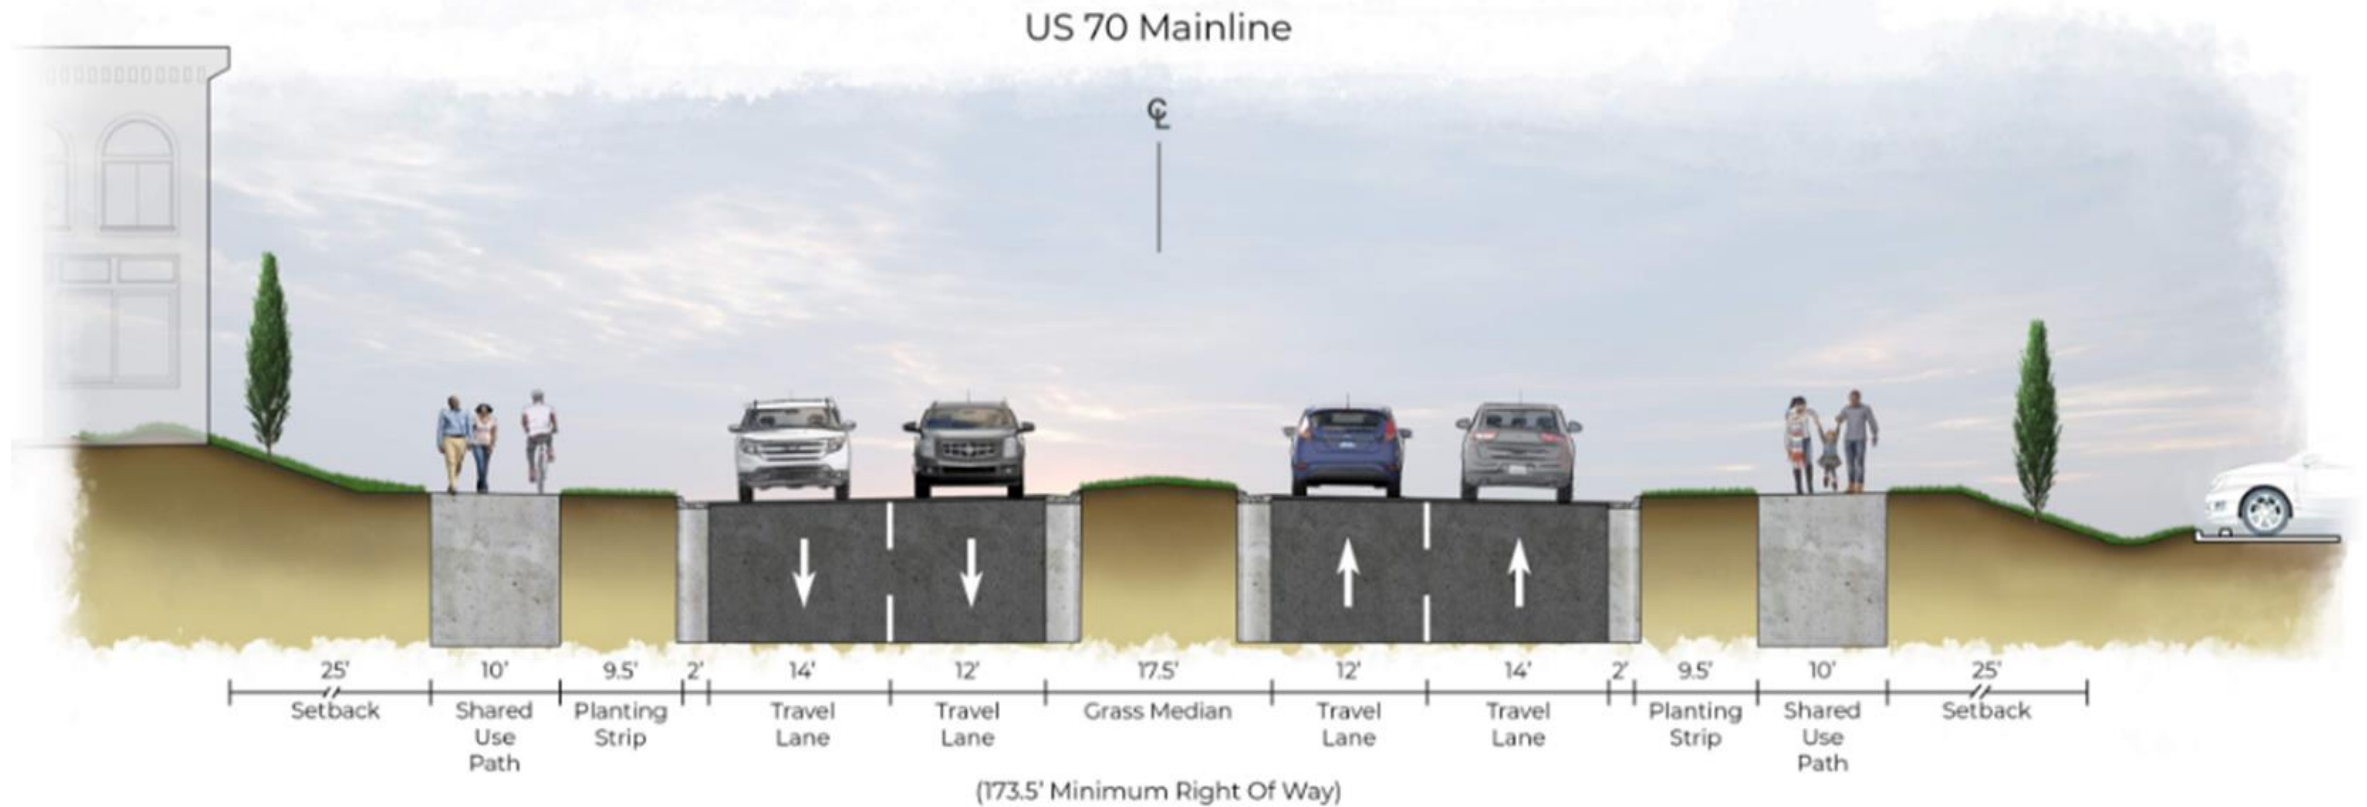 US 70 Mainline
℄
25' 10' 9.5' 2' 14' 12' 17.5' 12' 14' 2' 9.5' 10' 25'
Setback Shared Planting Travel Travel Grass Median Travel Travel Planting Shared Setback
Use Strip Lane Lane Lane Lane Strip Use
Path Path
(173.5' Minimum Right Of Way)